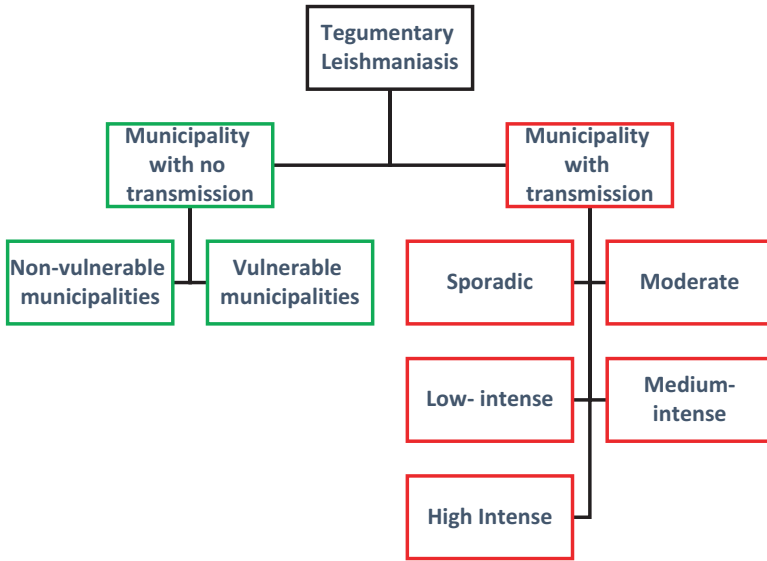 Tegumentary
Leishmaniasis
Municipality
with no
transmission
Municipality
with
transmission
Non-vulnerable
municipalities
Vulnerable
municipalities
Sporadic
Moderate
Low- intense
Medium-
intense
High Intense